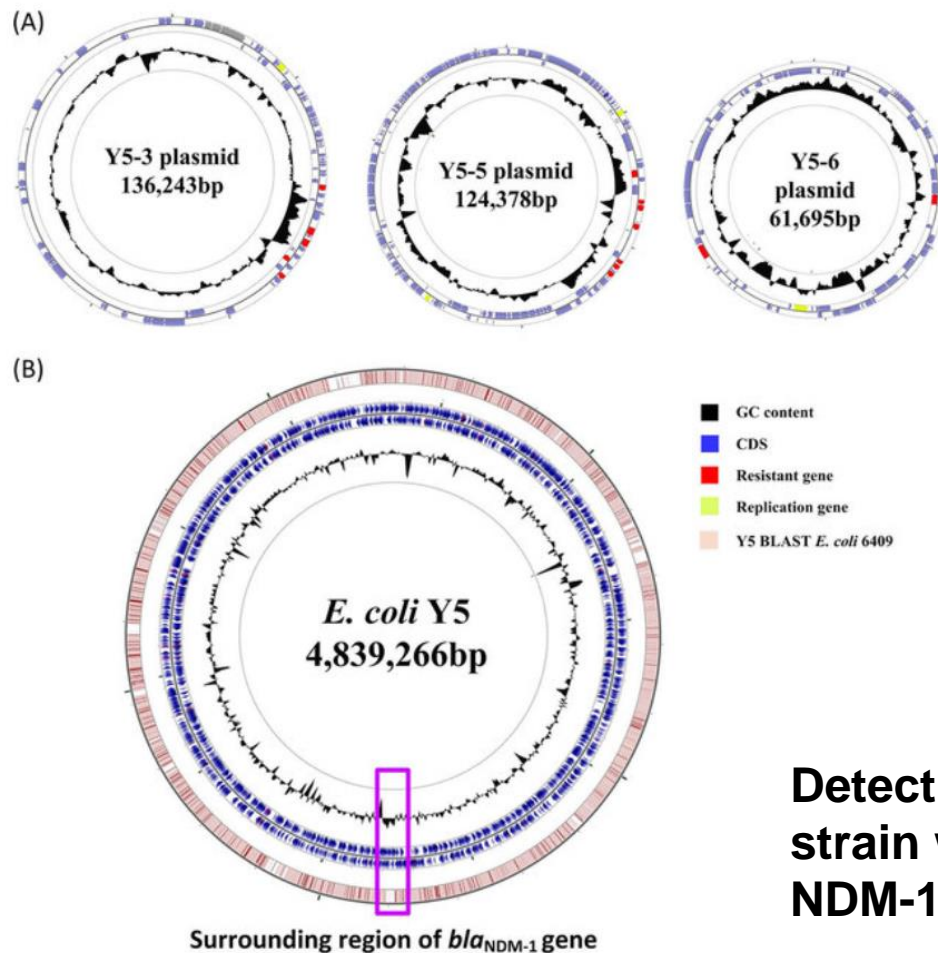 (A)
Y5-3 plasmid
136,243bp
Y5-5 plasmid
124,378bp
Y5-6
plasmid
61,695bp
(B)
GC content
CDS
Resistant gene
Replication gene
Y5 BLAST E. coli 6409
E. coli Y5
4,839,266bp
Detect
strain
NDM-1
Surrounding region of blaNDM-1 gene